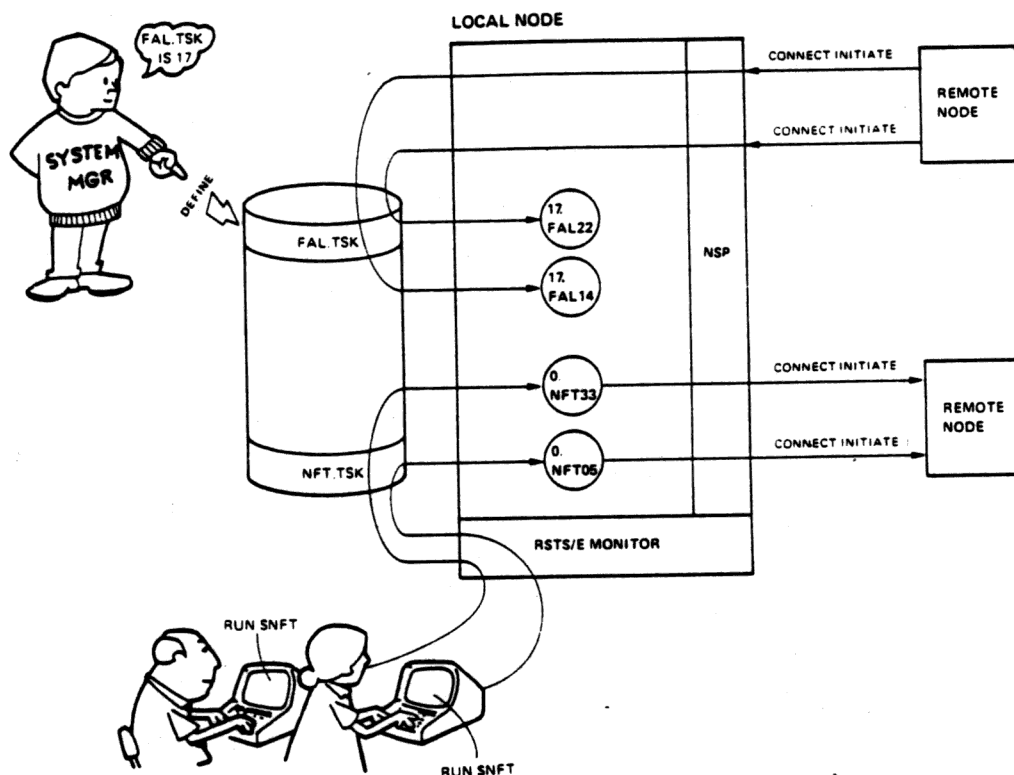 LOCAL NODE
FAL.TSK
IS 17
CONNECT INITIATE
REMOTE
NODE
CONNECT INITIATE
SYSTEM
MGR
DEFINE
17.
FAL22
FAL.TSK
NSP
17.
FAL14
CONNECT INITIATE
0.
NFT33
REMOTE
NODE
CONNECT INITIATE
0.
NFT05
NFT.TSK
RSTS/E MONITOR
RUN $NFT
RUN $NFT